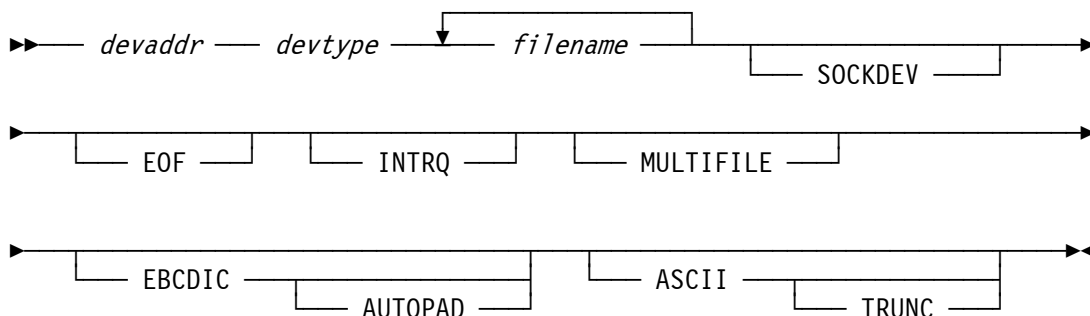 devaddr devtype filename
SOCKDEV
EOF INTRQ MULTIFILE
EBCDIC ASCII
AUTOPAD TRUNC